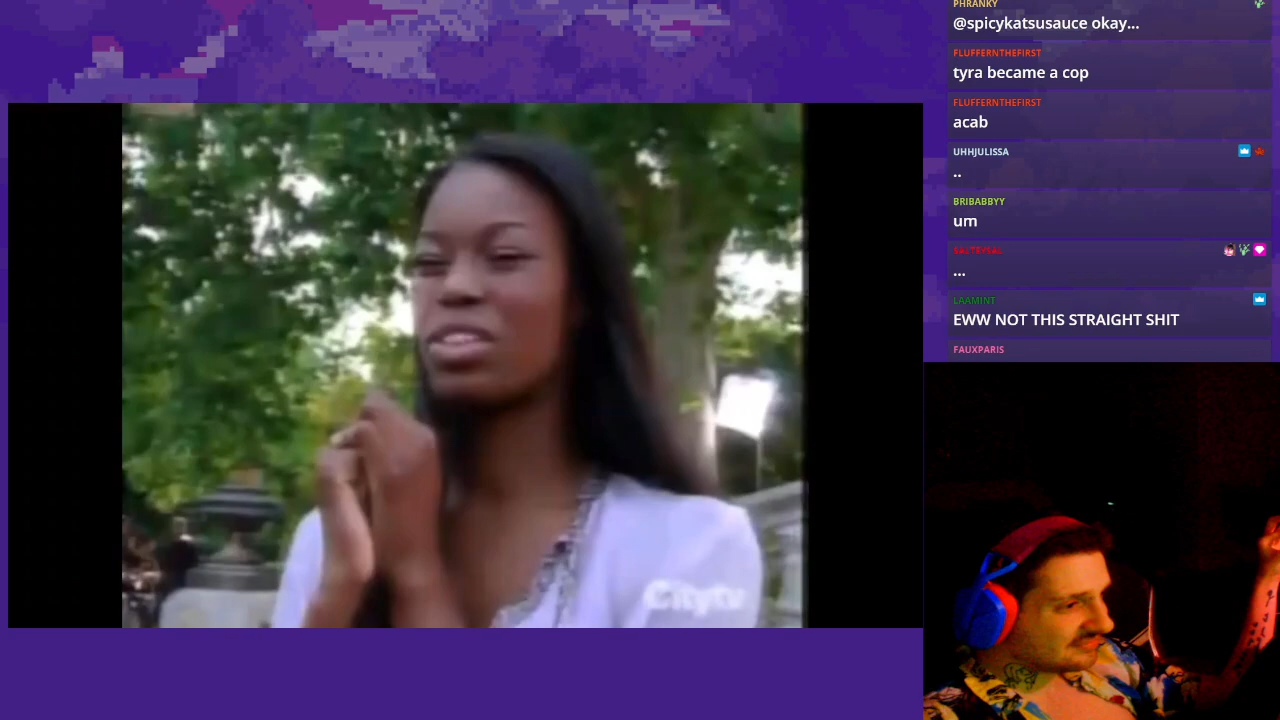 PHRANKY
@spicykatsusauce okay...
FLUFFERNTHEFIRST
tyra became a cop
FLUFFERNTHEFIRST
acab
UHHJULISSA
..
BRIBABBYY
um
SALTEYSAL
...
LAAMINT
EWW NOT THIS STRAIGHT SHIT
FAUXPARIS
Citytv